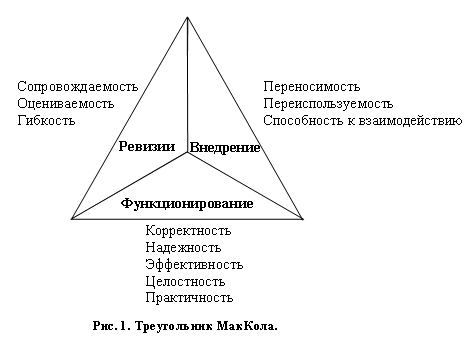 Сопровождаемость
Оцениваемость
Гибкость
Переносимость
Переиспользуемость
Способность к взаимодействию
Ревизии
Внедрение
Функционирование
Корректность
Надежность
Эффективность
Целостность
Практичность
Рис. 1. Треугольник МакКола.